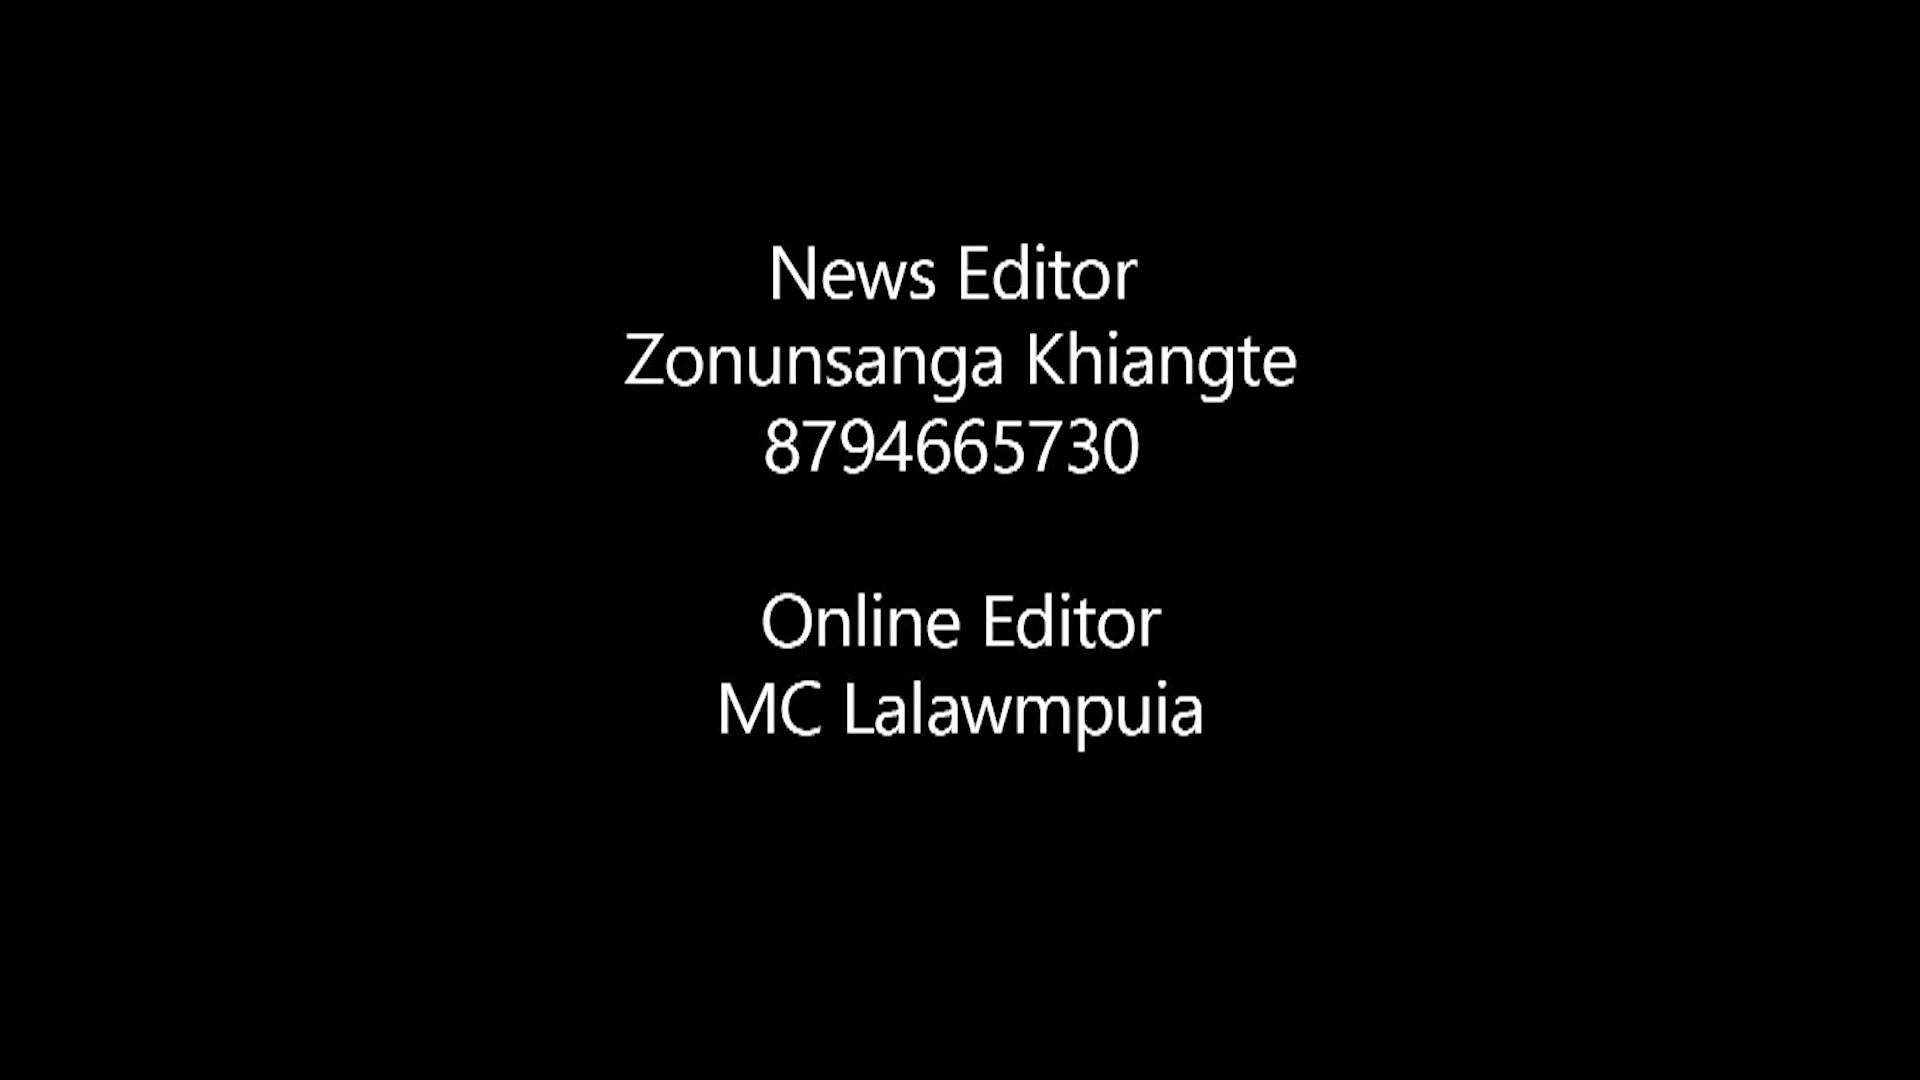 News Editor
Zonunsanga Khiangte
8794665730
Online Editor
MC Lalawmpuia